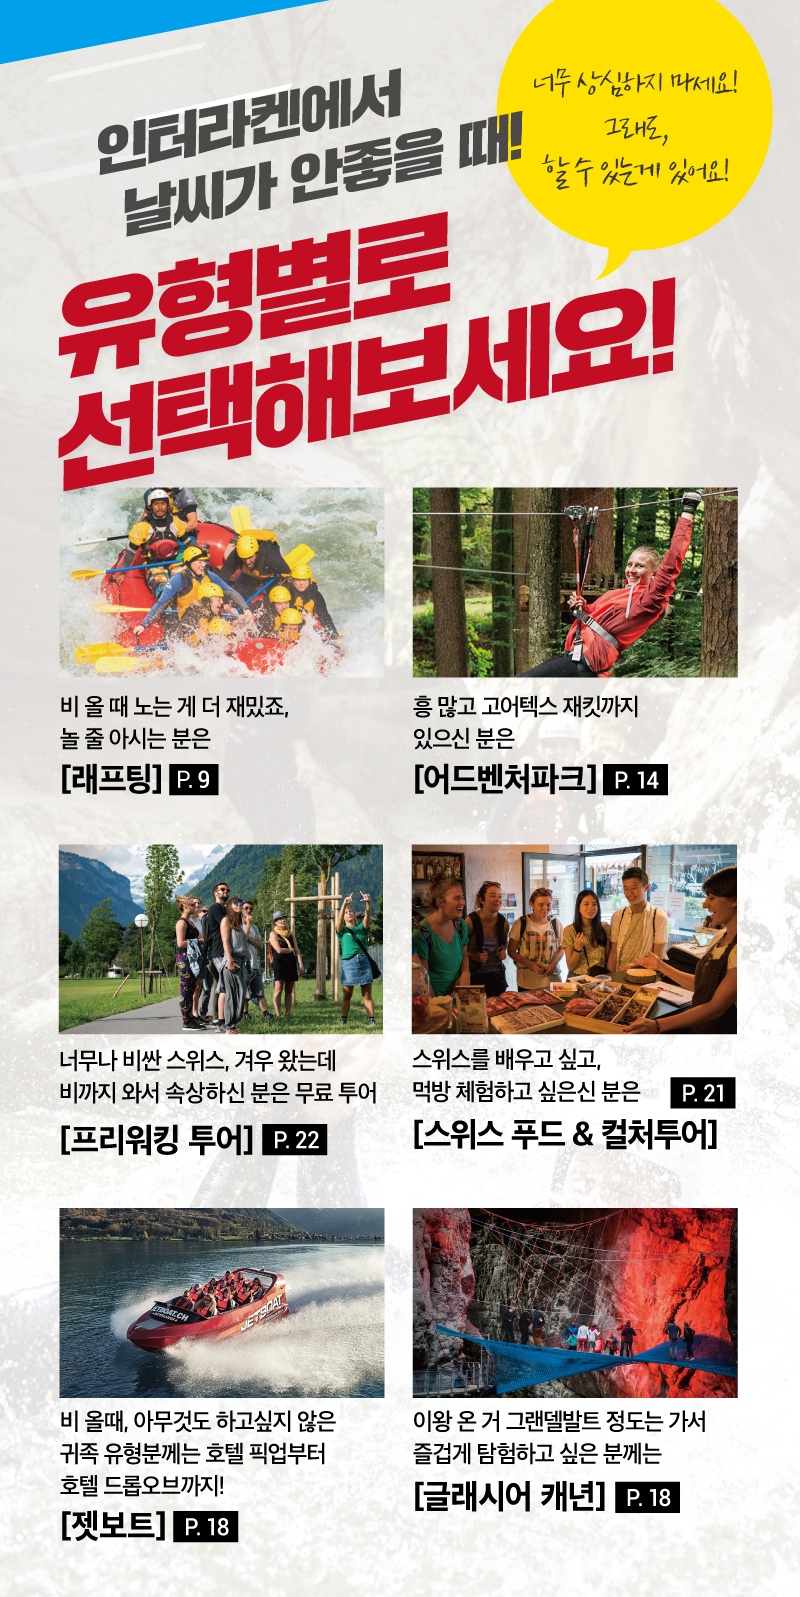 인터라켄에서
날씨가 안좋을 때!
너무 상심하지 마세요!
그래도,
할 수 있는게 있어요!
유형별로
선택해보세요!
비 올 때 노는 게 더 재밌죠,
놀 줄 아시는 분은
[래프팅] P. 9
흥 많고 고어텍스 재킷까지
있으신 분은
[어드벤처파크] P. 14
너무나 비싼 스위스, 겨우 왔는데
비까지 와서 속상하신 분은 무료 투어
[프리워킹 투어] P. 22
스위스를 배우고 싶고,
먹방 체험하고 싶은신 분은 P. 21
[스위스 푸드 & 컬처투어]
JETBOAT.CH
JETBOAT
비 올때, 아무것도 하고싶지 않은
귀족 유형분께는 호텔 픽업부터
호텔 드롭오브까지!
[젯보트] P. 18
이왕 온 거 그랜델발트 정도는 가서
즐겁게 탐험하고 싶은 분께는
[글래시어 캐년] P. 18